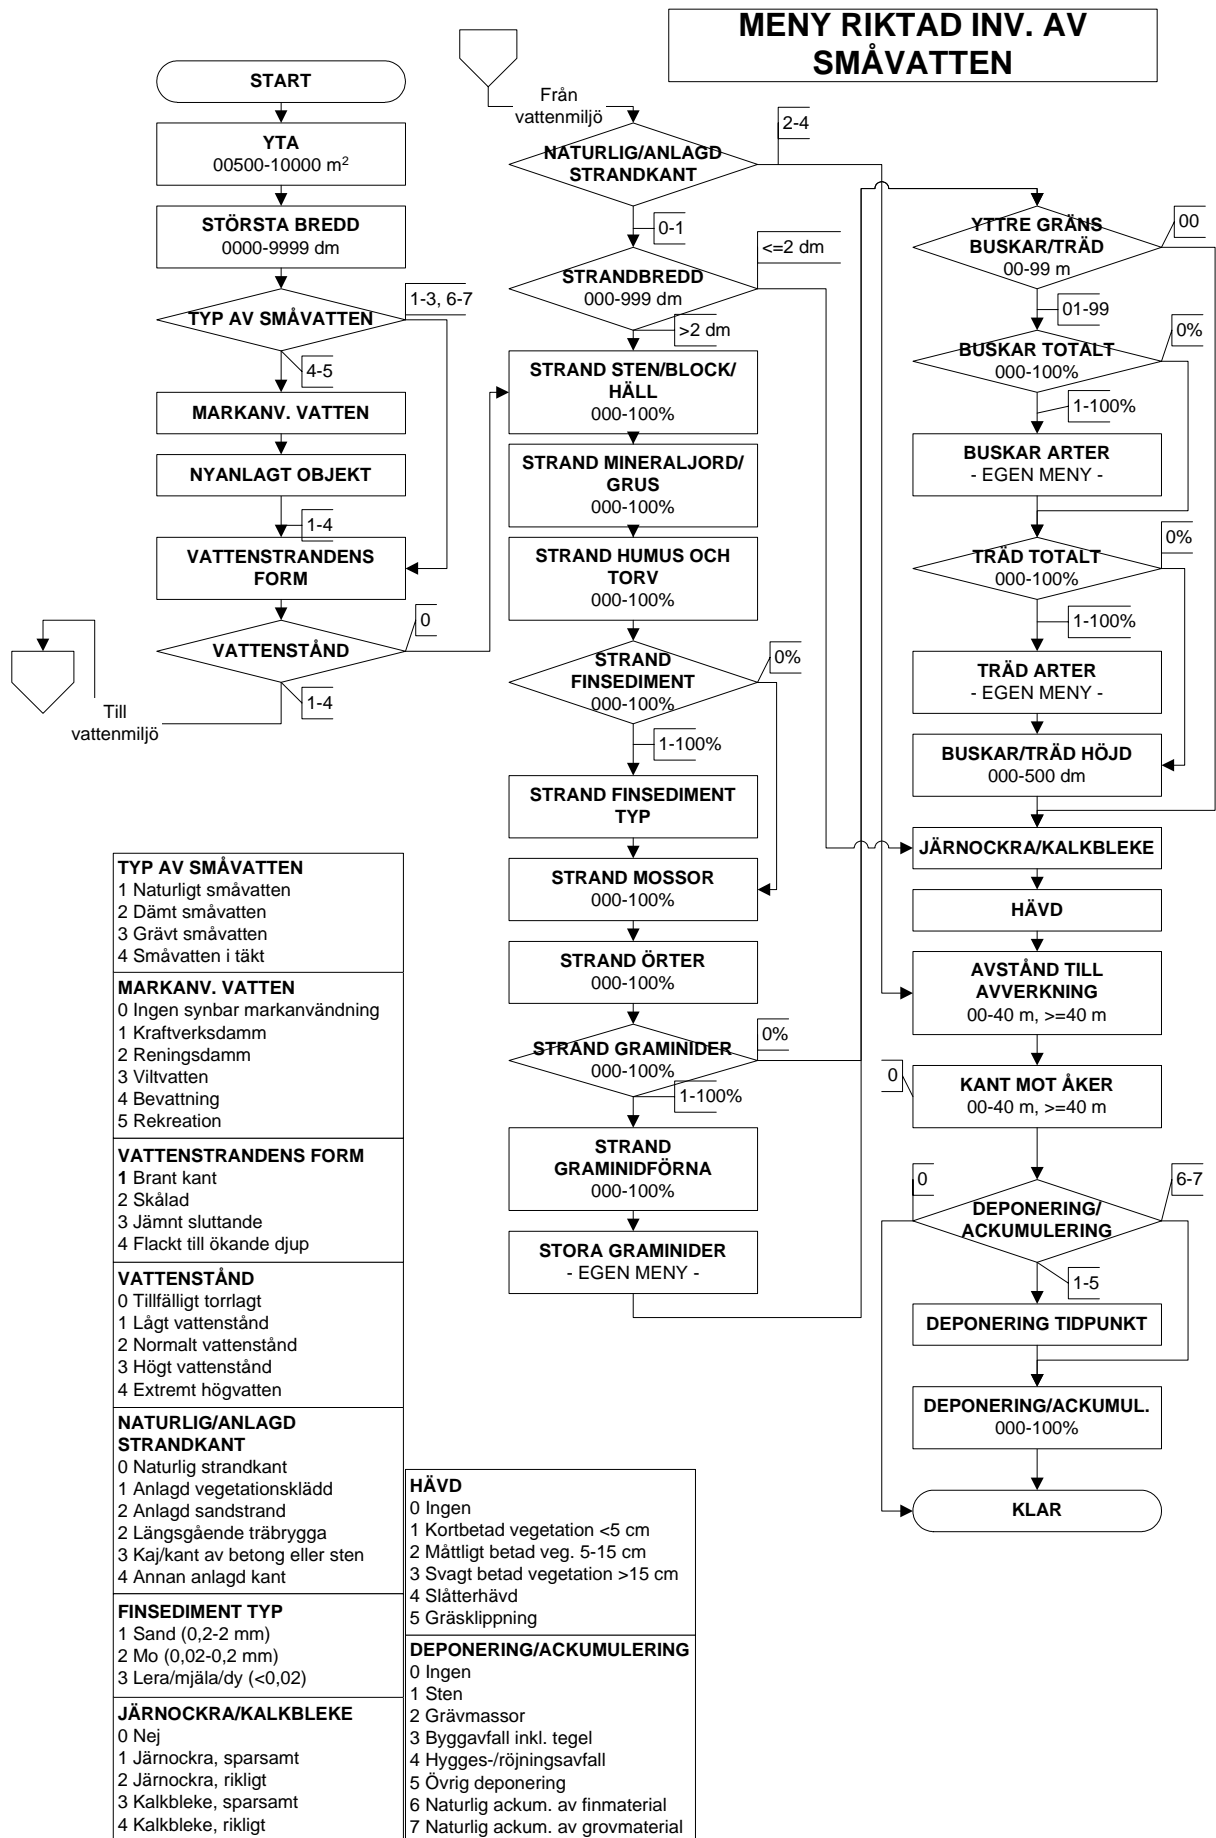 MENY RIKTAD INV. AV
SMÅVATTEN
START
YTA
00500-10000 m²
STÖRSTA BREDD
0000-9999 dm
TYP AV SMÅVATTEN
1-3, 6-7
4-5
MARKANV. VATTEN
NYANLAGT OBJEKT
1-4
VATTENSTRANDENS
FORM
VATTENSTÅND
0
1-4
Till
vattenmiljö
Från
vattenmiljö
NATURLIG/ANLAGD
STRANDKANT
2-4
0-1
STRANDBREDD
000-999 dm
<=2 dm
>2 dm
STRAND STEN/BLOCK/
HÄLL
000-100%
STRAND MINERALJORD/
GRUS
000-100%
STRAND HUMUS OCH
TORV
000-100%
STRAND
FINSEDIMENT
000-100%
0%
1-100%
STRAND FINSEDIMENT
TYP
STRAND MOSSOR
000-100%
STRAND ÖRTER
000-100%
STRAND GRAMINIDER
000-100%
0%
1-100%
STRAND
GRAMINIDFÖRNA
000-100%
STORA GRAMINIDER
- EGEN MENY -
YTTRE GRÄNS
BUSKAR/TRÄD
00-99 m
00
01-99
BUSKAR TOTALT
000-100%
0%
1-100%
BUSKAR ARTER
- EGEN MENY -
TRÄD TOTALT
000-100%
0%
1-100%
TRÄD ARTER
- EGEN MENY -
BUSKAR/TRÄD HÖJD
000-500 dm
JÄRNOCKRA/KALKBLEKE
HÄVD
AVSTÅND TILL
AVVERKNING
00-40 m, >=40 m
0
KANT MOT ÅKER
00-40 m, >=40 m
0
DEPONERING/
ACKUMULERING
6-7
1-5
DEPONERING TIDPUNKT
DEPONERING/ACKUMUL.
000-100%
KLAR
TYP AV SMÅVATTEN
1 Naturligt småvatten
2 Dämt småvatten
3 Grävt småvatten
4 Småvatten i täkt
MARKANV. VATTEN
0 Ingen synbar markanvändning
1 Kraftverksdamm
2 Reningsdamm
3 Viltvatten
4 Bevattning
5 Rekreation
VATTENSTRANDENS FORM
1 Brant kant
2 Skålad
3 Jämnt sluttande
4 Flackt till ökande djup
VATTENSTÅND
0 Tillfälligt torrlagt
1 Lågt vattenstånd
2 Normalt vattenstånd
3 Högt vattenstånd
4 Extremt högvatten
NATURLIG/ANLAGD
STRANDKANT
0 Naturlig strandkant
1 Anlagd vegetationsklädd
2 Anlagd sandstrand
2 Längsgående träbrygga
3 Kaj/kant av betong eller sten
4 Annan anlagd kant
FINSEDIMENT TYP
1 Sand (0,2-2 mm)
2 Mo (0,02-0,2 mm)
3 Lera/mjäla/dy (<0,02)
JÄRNOCKRA/KALKBLEKE
0 Nej
1 Järnockra, sparsamt
2 Järnockra, rikligt
3 Kalkbleke, sparsamt
4 Kalkbleke, rikligt
HÄVD
0 Ingen
1 Kortbetad vegetation <5 cm
2 Måttligt betad veg. 5-15 cm
3 Svagt betad vegetation >15 cm
4 Slåtterhävd
5 Gräsklippning
DEPONERING/ACKUMULERING
0 Ingen
1 Sten
2 Grävmassor
3 Byggavfall inkl. tegel
4 Hygges-/röjningsavfall
5 Övrig deponering
6 Naturlig ackum. av finmaterial
7 Naturlig ackum. av grovmaterial